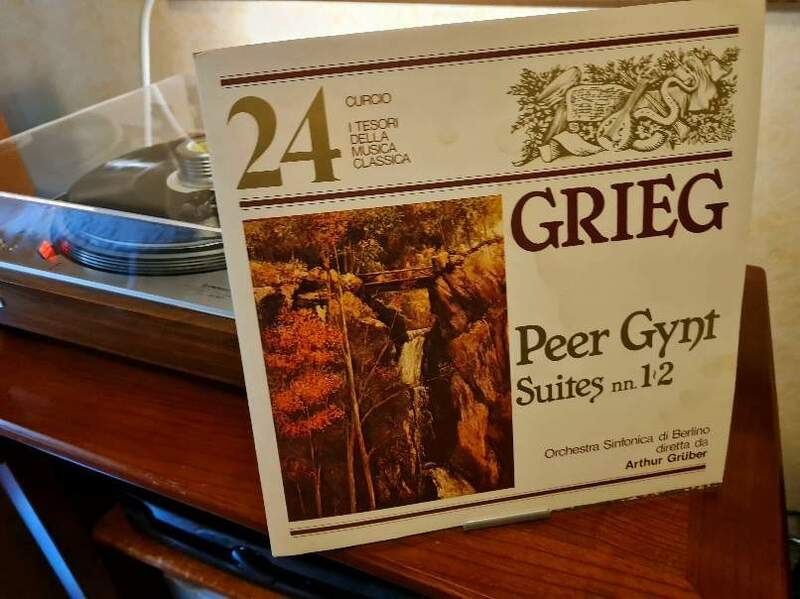 24
CURCIO
I TESORI
DELLA
MUSICA
CLASSICA
GRIEG
Peer Gynt
Suites nn. 1-2
Orchestra Sinfonica di Berlino
diretta da
Arthur Grüber